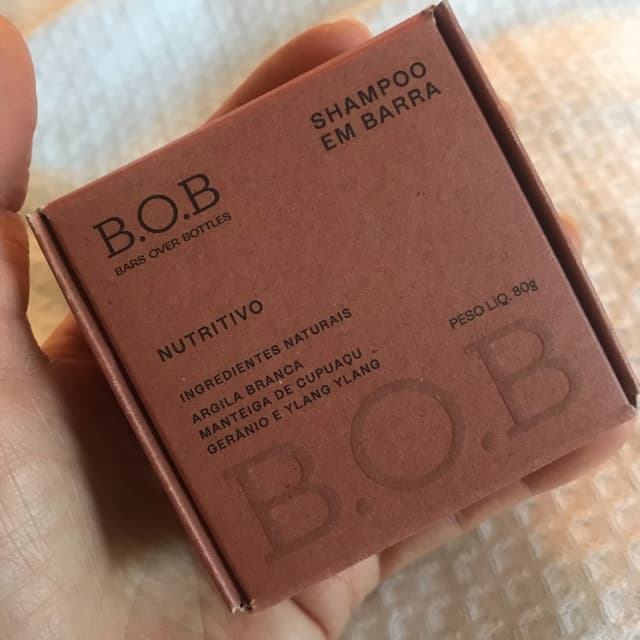 SHAMPOO
EM BARRA
B.O.B
BARS OVER BOTTLES
NUTRITIVO
INGREDIENTES NATURAIS
ARGILA BRANCA
MANTEIGA DE CUPUAÇU
GERÂNIO E YLANG YLANG
PESO LÍQ. 80g
B.O.B